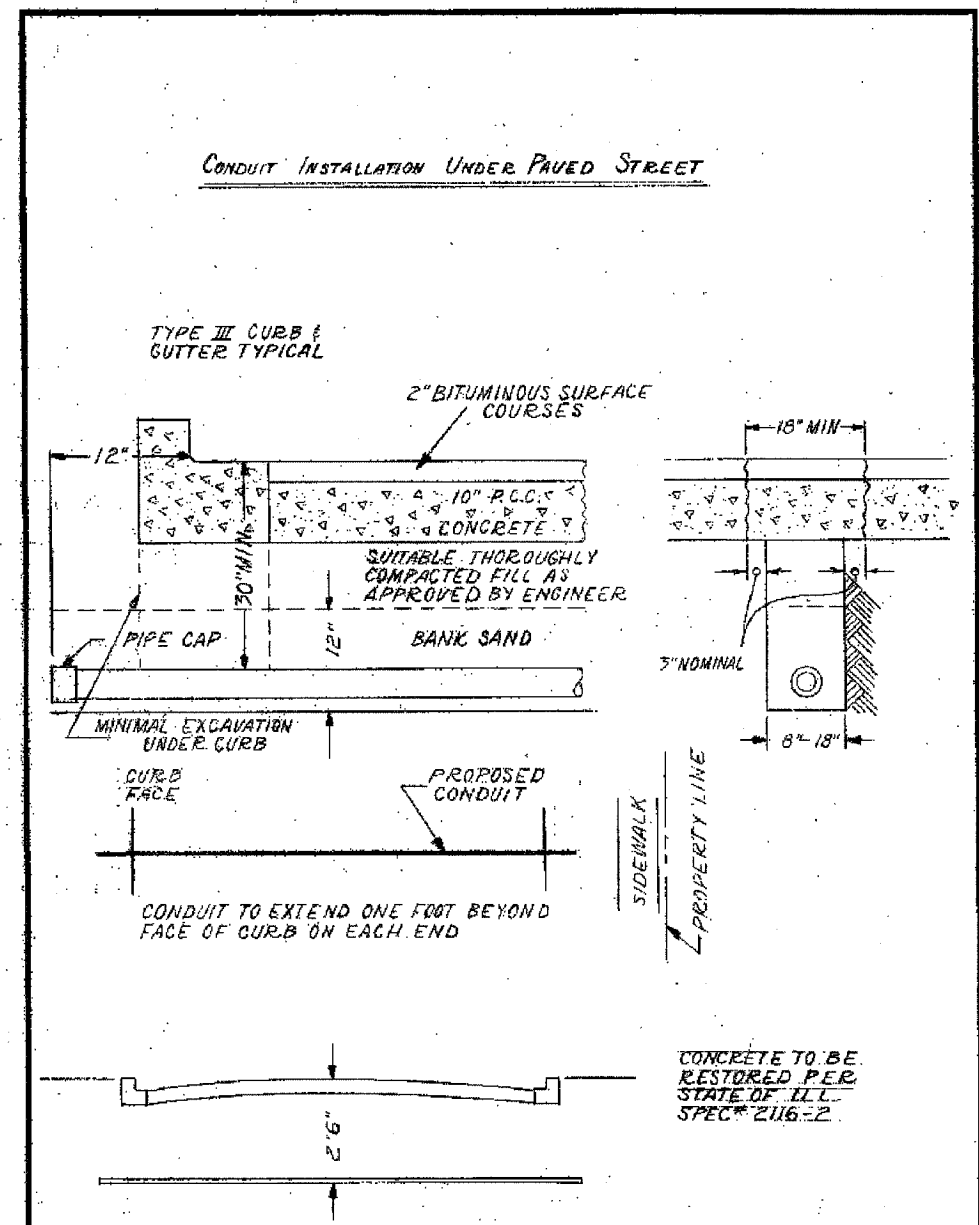 CONDUIT INSTALLATION UNDER PAVED STREET
TYPE III CURB &
GUTTER TYPICAL
2" BITUMINOUS SURFACE
COURSES
12"
18" MIN
10" P.C.C.
CONCRETE
30" MIN.
SUITABLE THOROUGHLY
COMPACTED FILL AS
APPROVED BY ENGINEER
12"
PIPE CAP
BANK SAND
3" NOMINAL
MINIMAL EXCAVATION
UNDER CURB
8"-18"
CURB
FACE
PROPOSED
CONDUIT
SIDEWALK
PROPERTY LINE
CONDUIT TO EXTEND ONE FOOT BEYOND
FACE OF CURB ON EACH END
2'6"
CONCRETE TO BE
RESTORED PER
STATE OF ILL.
SPEC# 2116-2